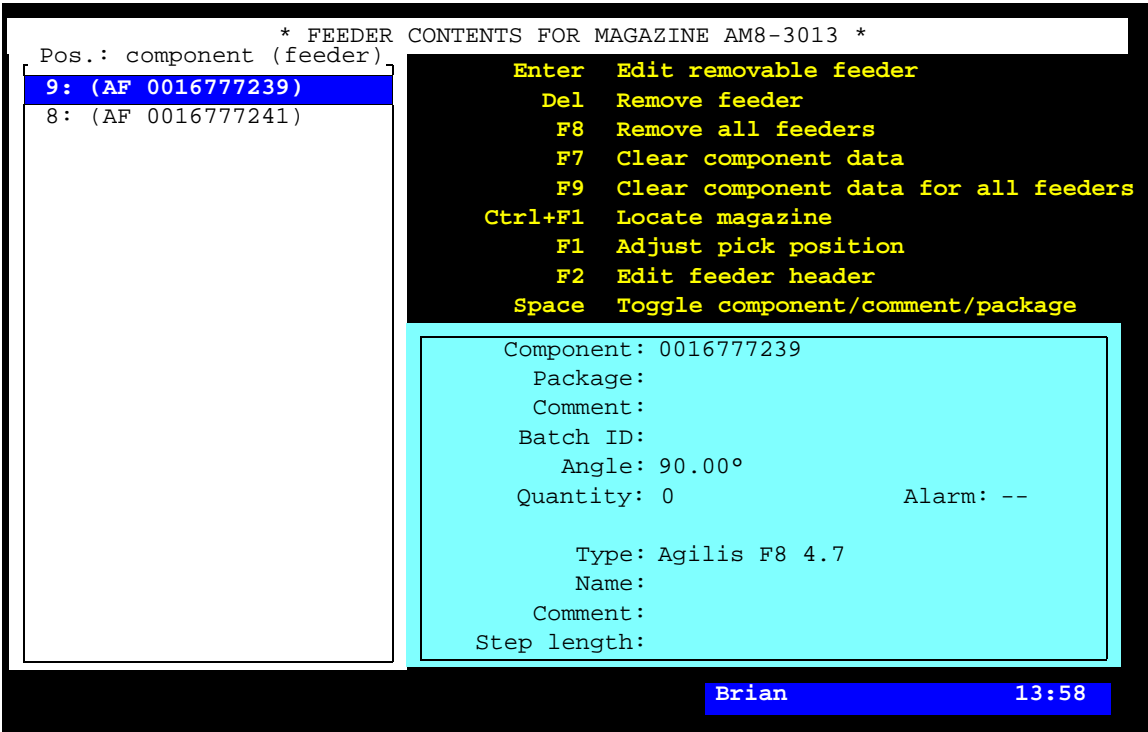 * FEEDER CONTENTS FOR MAGAZINE AM8-3013 *
Pos.: component (feeder)
9: (AF 0016777239)
8: (AF 0016777241)
Enter Edit removable feeder
Del Remove feeder
F8 Remove all feeders
F7 Clear component data
F9 Clear component data for all feeders
Ctrl+F1 Locate magazine
F1 Adjust pick position
F2 Edit feeder header
Space Toggle component/comment/package
Component: 0016777239
Package:
Comment:
Batch ID:
Angle: 90.00°
Quantity: 0 Alarm: --
Type: Agilis F8 4.7
Name:
Comment:
Step length:
Brian 13:58